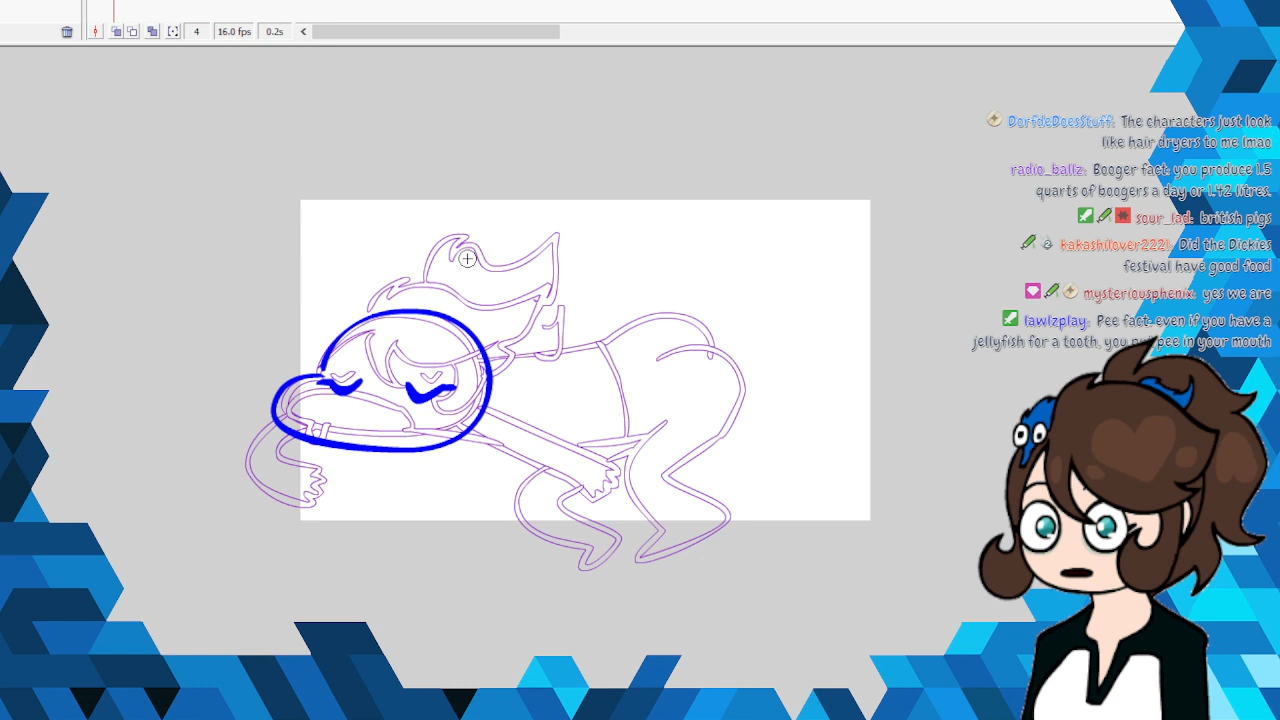 4 16.0 fps 0.2s
DorfdeDoesStuff: The characters just look
like hair dryers to me lmao
radio_ballz: Booger fact: you produce 1.5
quarts of boogers a day or 1.42 litres.
sour_lad: british pigs
kakashilover2221: Did the Dickies
festival have good food
mysteriousphenix: yes we are
lawlzplay: Pee fact: even if you have a
jellyfish for a tooth, you pee in your mouth